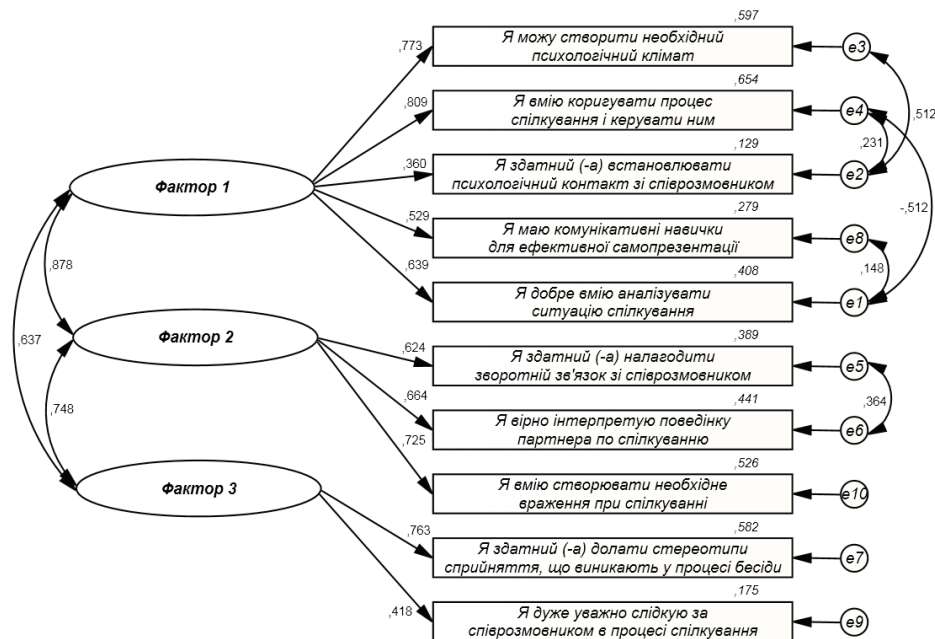 ,597
Я можу створити необхідний
психологічний клімат
e3
,773
,654
Я вмію коригувати процес
спілкування і керувати ним
e4
,809
,512
,231
,129
Я здатний (-а) встановлювати
психологічний контакт зі співрозмовником
e2
,360
Фактор 1
-,512
,279
Я маю комунікативні навички
для ефективної самопрезентації
e8
,529
,148
,408
Я добре вмію аналізувати
ситуацію спілкування
e1
,639
,878
,637
Фактор 2
,389
Я здатний (-а) налагодити
зворотній зв'язок зі співрозмовником
e5
,624
,364
,441
Я вірно інтерпретую поведінку
партнера по спілкуванню
e6
,664
,748
,725
,526
Я вмію створювати необхідне
враження при спілкуванні
e10
Фактор 3
,582
Я здатний (-а) долати стереотипи
сприйняття, що виникають у процесі бесіди
e7
,763
,175
Я дуже уважно слідкую за
співрозмовником в процесі спілкування
e9
,418